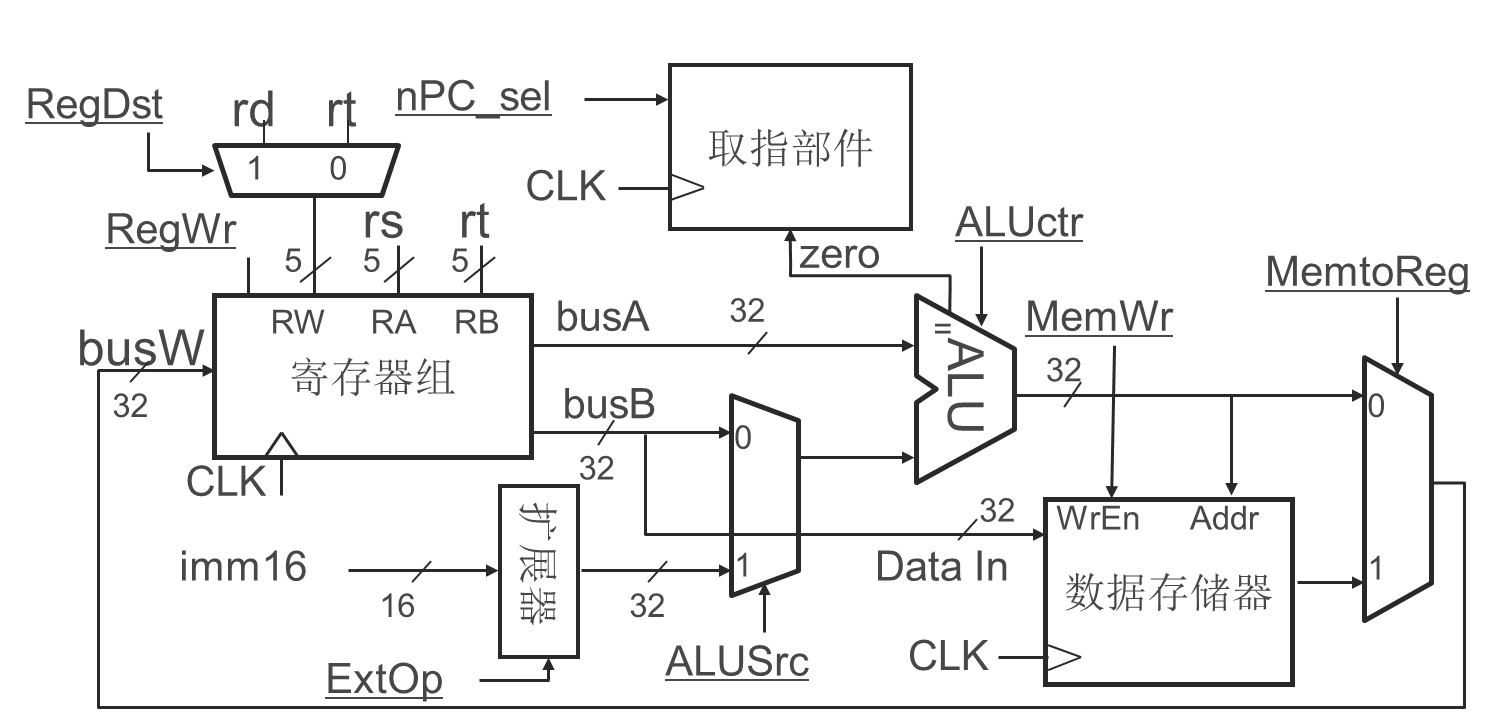 RegDst
rd
rt
1
0
nPC_sel
取指部件
CLK
RegWr
5
rs
5
rt
5
zero
ALUctr
MemtoReg
busW
32
RW
RA
RB
寄存器组
CLK
busA
32
busB
32
0
1
=
ALU
MemWr
32
0
1
imm16
16
扩展器
32
ExtOp
ALUSrc
32
Data In
WrEn
Addr
数据存储器
CLK